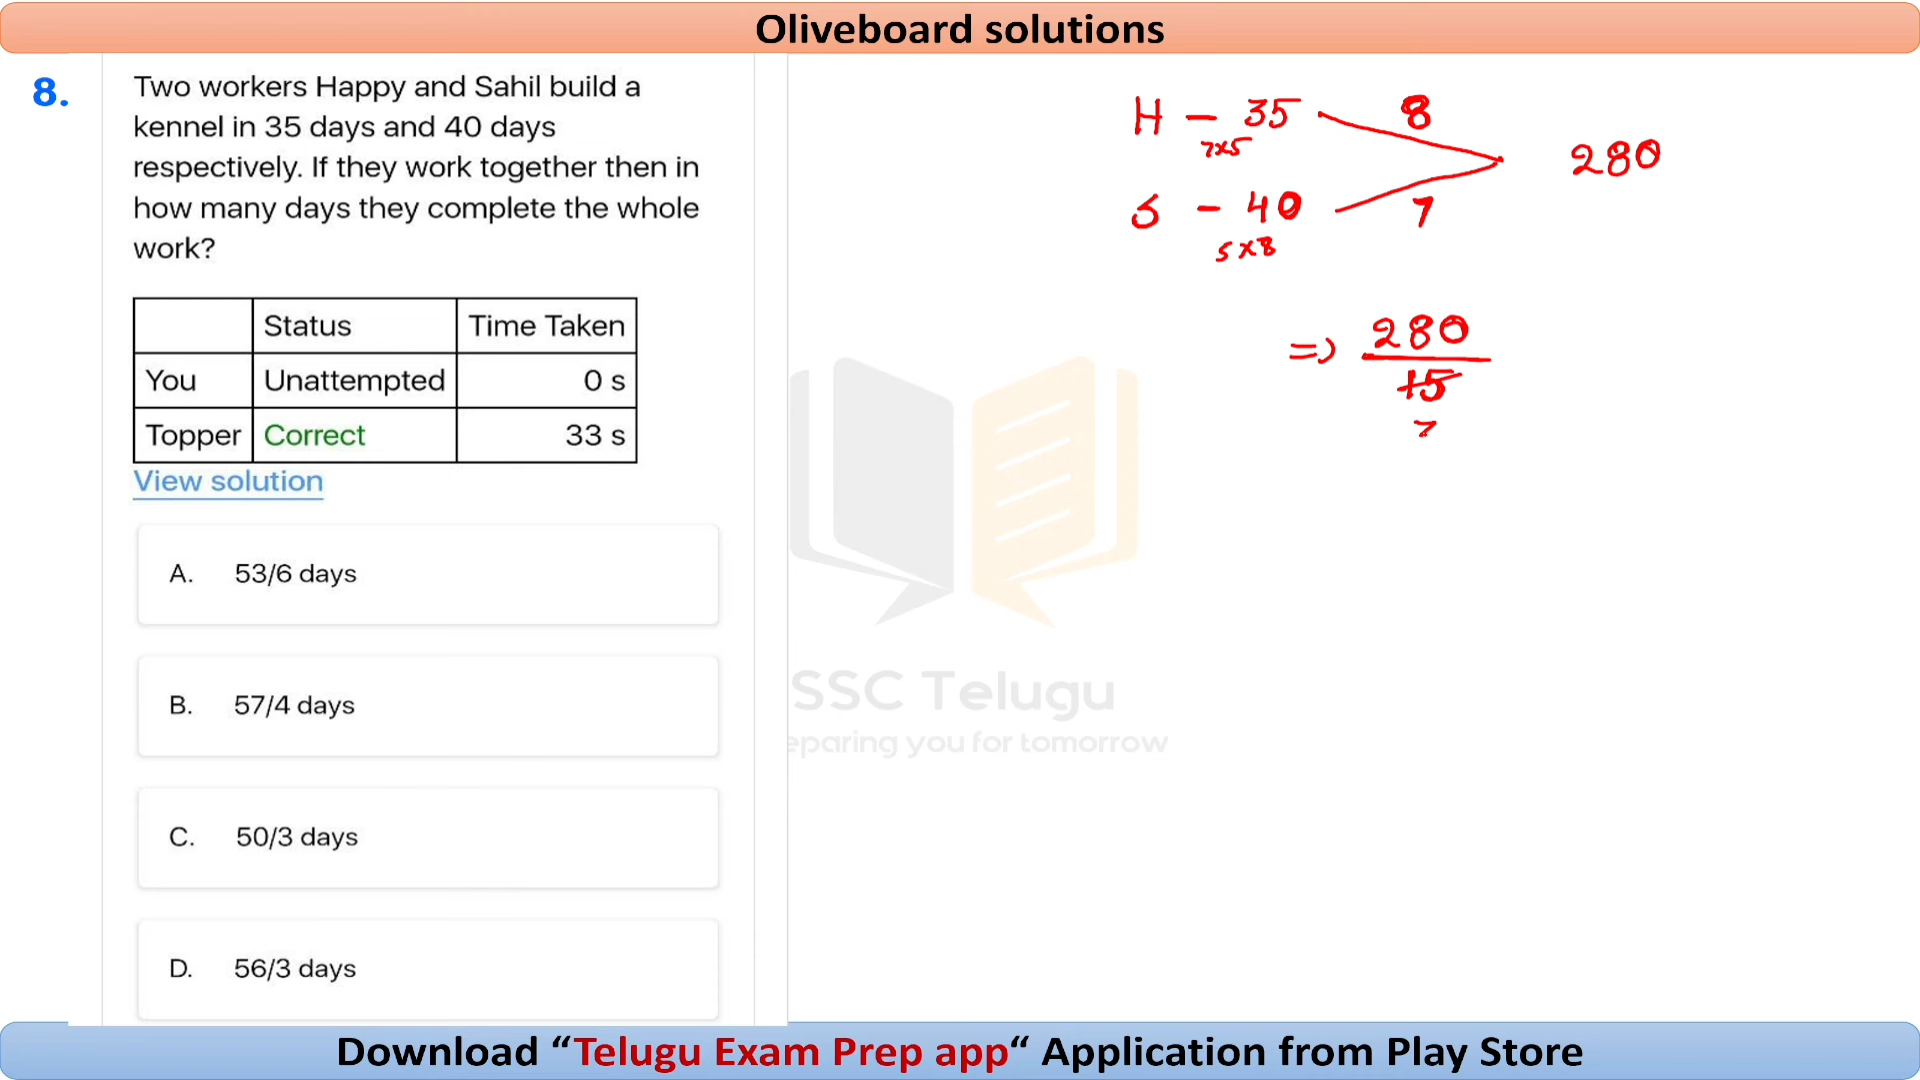 Oliveboard solutions
8.
Two workers Happy and Sahil build a
kennel in 35 days and 40 days
respectively. If they work together then in
how many days they complete the whole
work?
Status Time Taken
You Unattempted 0 s
Topper Correct 33 s
View solution
A. 53/6 days
B. 57/4 days
C. 50/3 days
D. 56/3 days
H - 35 8
7x5
280
S - 40 7
5x8
=> 280
15
SSC Telugu
eparing you for tomorrow
Download “Telugu Exam Prep app“ Application from Play Store